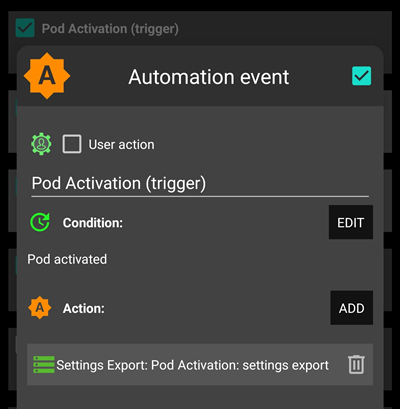 Pod Activation (trigger)
A
Automation event
User action
Pod Activation (trigger)
Condition:
EDIT
Pod activated
A
Action:
ADD
Settings Export: Pod Activation: settings export